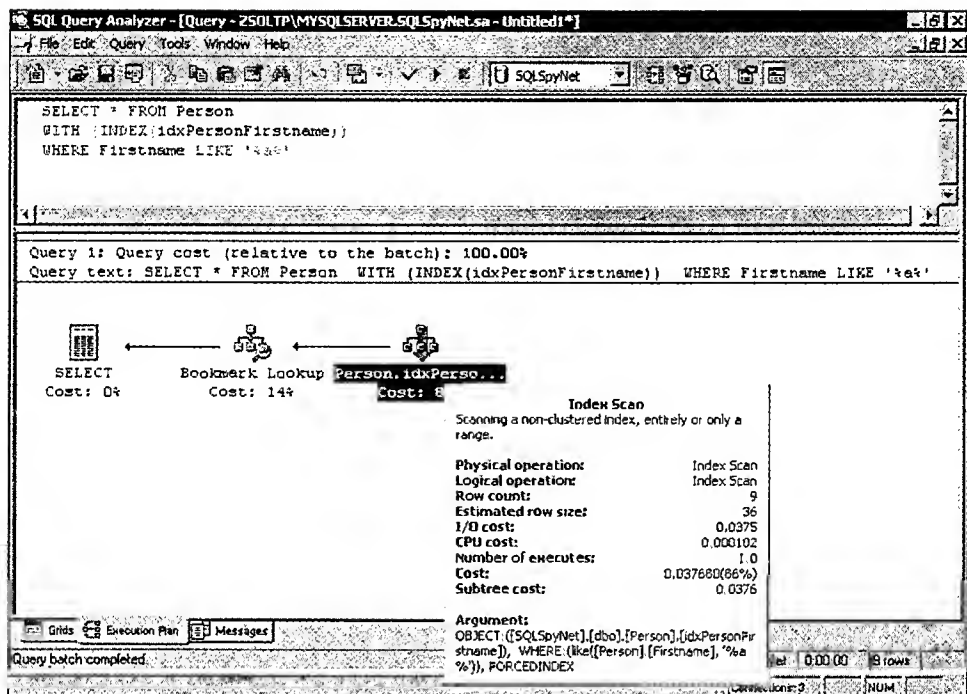 SQL Query Analyzer - [Query - ZSQLTP\MYSQLSERVER.SQLSpyNet.sa - Untitled1*]
File Edit Query Tools Window Help
SQLSpyNet
SELECT * FROM Person
WITH (INDEX(idxPersonFirstname))
WHERE Firstname LIKE '%a%'
Query 1: Query cost (relative to the batch): 100.00%
Query text: SELECT * FROM Person WITH (INDEX(idxPersonFirstname)) WHERE Firstname LIKE '%a%'
SELECT
Cost: 0%
Bookmark Lookup
Cost: 14%
Person.idxPerso...
Cost: 8
Index Scan
Scanning a non-clustered index, entirely or only a
range.
Physical operation: Index Scan
Logical operation: Index Scan
Row count: 9
Estimated row size: 36
I/O cost: 0.0375
CPU cost: 0.000102
Number of executes: 1.0
Cost: 0.037680(86%)
Subtree cost: 0.0376
Argument:
OBJECT:([SQLSpyNet].[dbo].[Person].[idxPersonFir
stname]), WHERE:(like([Person].[Firstname], '%a
%')), FORCEDINDEX
Grids Execution Plan Messages
Query batch completed. 0:00:00 9 rows
Connections: 3 NUM